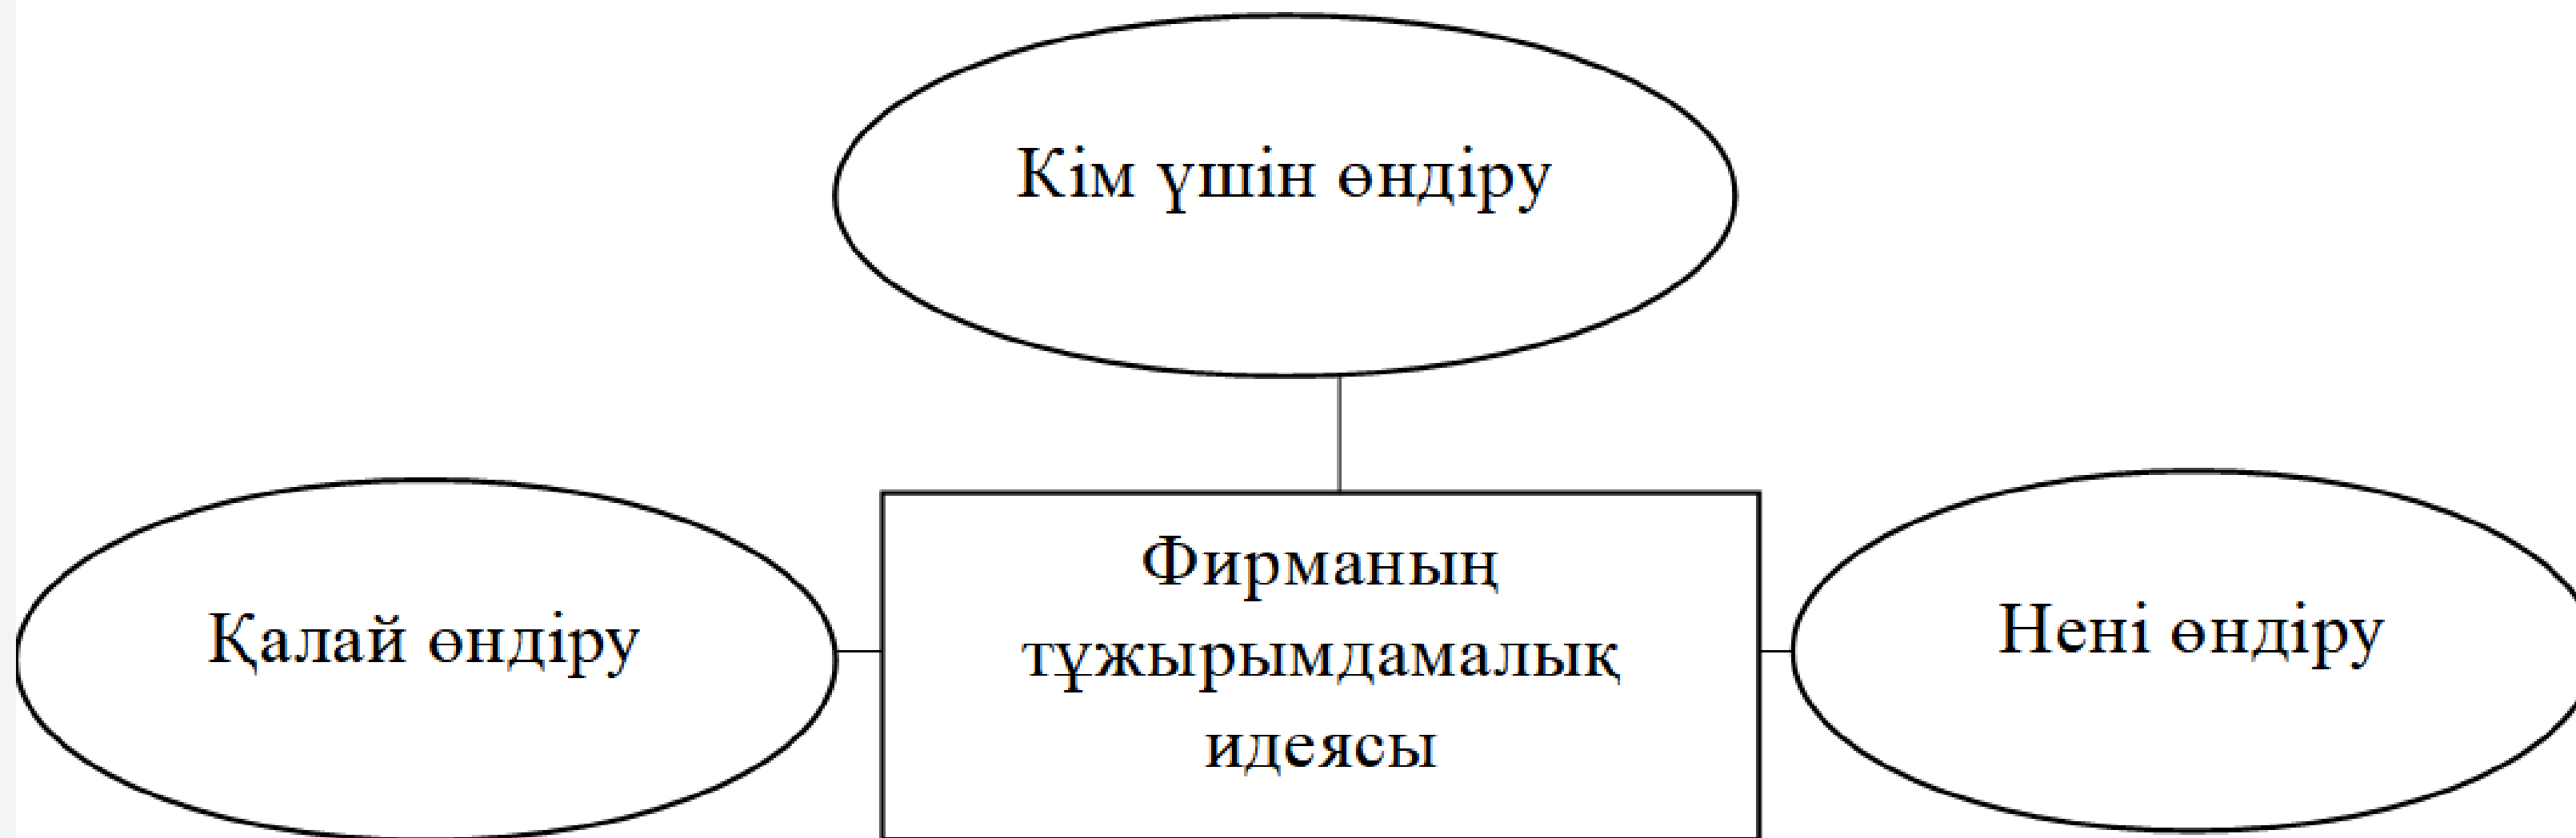 Кім үшін өндіру
Қалай өндіру
Фирманың
тұжырымдамалық
идеясы
Нені өндіру